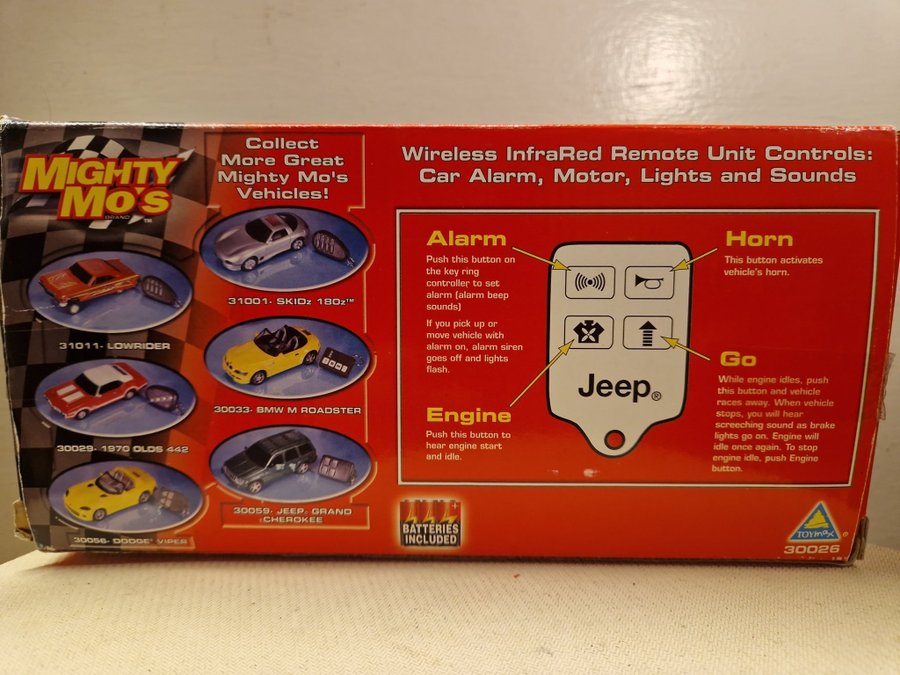 MIGHTY
MO'S
BRAND ™
Collect
More Great
Mighty Mo's
Vehicles!
31001- SKIDz 180z™
31011- LOWRIDER
30033- BMW M ROADSTER
30029- 1970 OLDS 442
30059- JEEP® GRAND
CHEROKEE
30056- DODGE® VIPER
Wireless InfraRed Remote Unit Controls:
Car Alarm, Motor, Lights and Sounds
Alarm
Push this button on
the key ring
controller to set
alarm (alarm beep
sounds)
If you pick up or
move vehicle with
alarm on, alarm siren
goes off and lights
flash.
Engine
Push this button to
hear engine start
and idle.
Jeep®
Horn
This button activates
vehicle's horn.
Go
While engine idles, push
this button and vehicle
races away. When vehicle
stops, you will hear
screeching sound as brake
lights go on. Engine will
idle once again. To stop
engine idle, push Engine
button.
BATTERIES
INCLUDED
TOYMAX®
30026